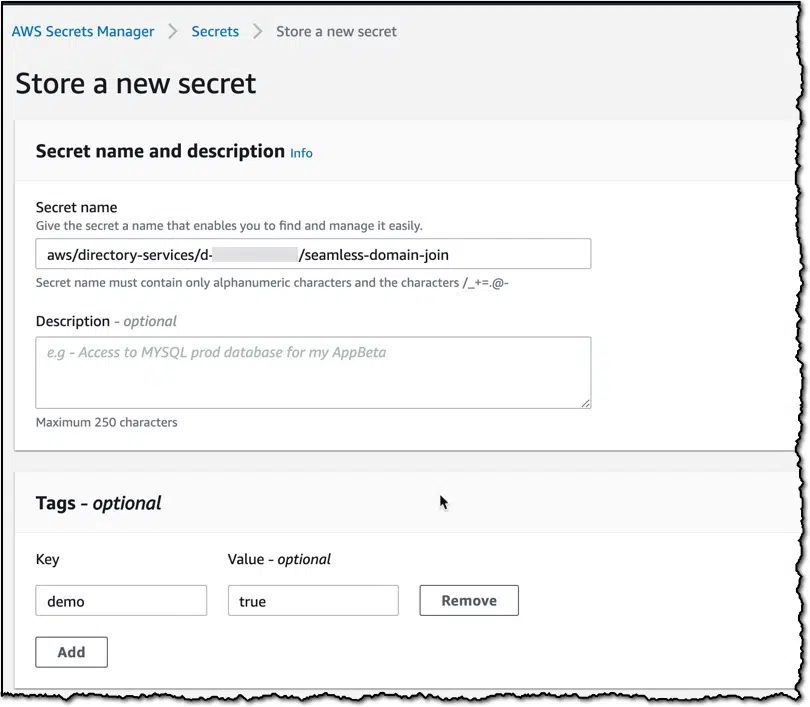 AWS Secrets Manager > Secrets > Store a new secret
Store a new secret
Secret name and description Info
Secret name
Give the secret a name that enables you to find and manage it easily.
aws/directory-services/d- /seamless-domain-join
Secret name must contain only alphanumeric characters and the characters /_+=.@-
Description - optional
e.g - Access to MYSQL prod database for my AppBeta
Maximum 250 characters
Tags - optional
Key Value - optional
demo true Remove
Add